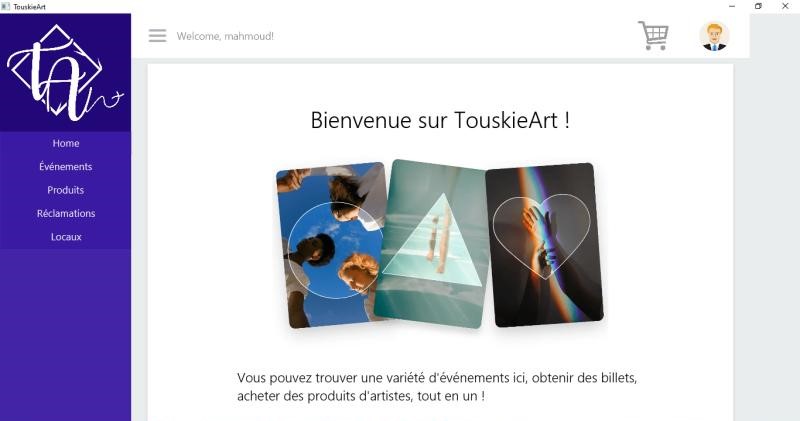 TouskieArt
Welcome, mahmoud!
Home
Événements
Produits
Réclamations
Locaux
Bienvenue sur TouskieArt !
Vous pouvez trouver une variété d'événements ici, obtenir des billets,
acheter des produits d'artistes, tout en un !